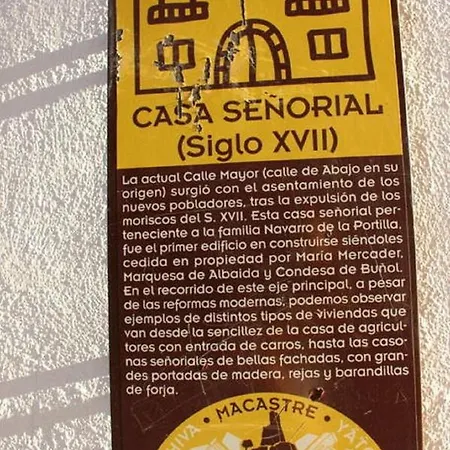 CASA SEÑORIAL
(Siglo XVII)
La actual Calle Mayor (calle de Abajo en su
origen) surgió con el asentamiento de los
nuevos pobladores, tras la expulsión de los
moriscos del S. XVII. Esta casa señorial per-
teneciente a la familia Navarro de la Portilla,
fue el primer edificio en construirse siéndoles
cedida en propiedad por María Mercader,
Marquesa de Albaida y Condesa de Buñol.
En el recorrido de este eje principal, a pesar
de las reformas modernas, podemos observar
ejemplos de distintos tipos de viviendas que
van desde la sencillez de la casa de agricul-
tores con entrada de carros, hasta las caso-
nas señoriales de bellas fachadas, con gran-
des portadas de madera, rejas y barandillas
de forja.
· MACASTRE ·